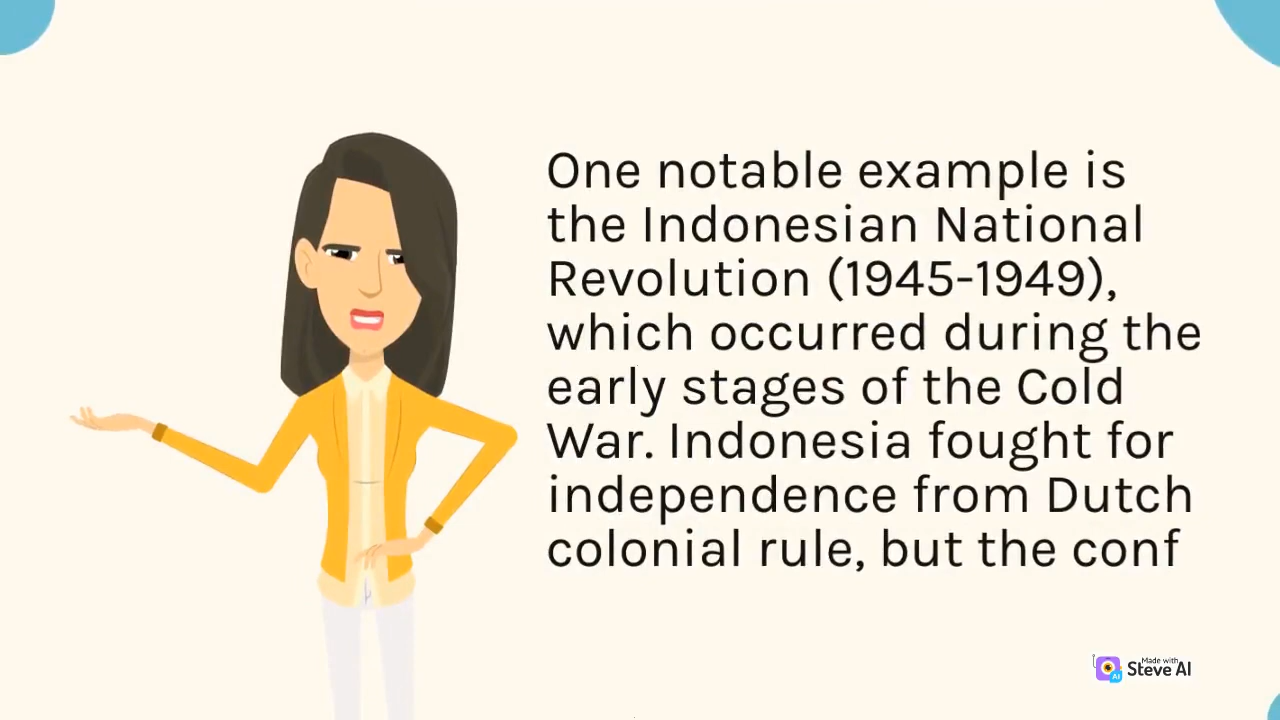 One notable example is
the Indonesian National
Revolution (1945-1949),
which occurred during the
early stages of the Cold
War. Indonesia fought for
independence from Dutch
colonial rule, but the conf
Made with
Steve AI
AI